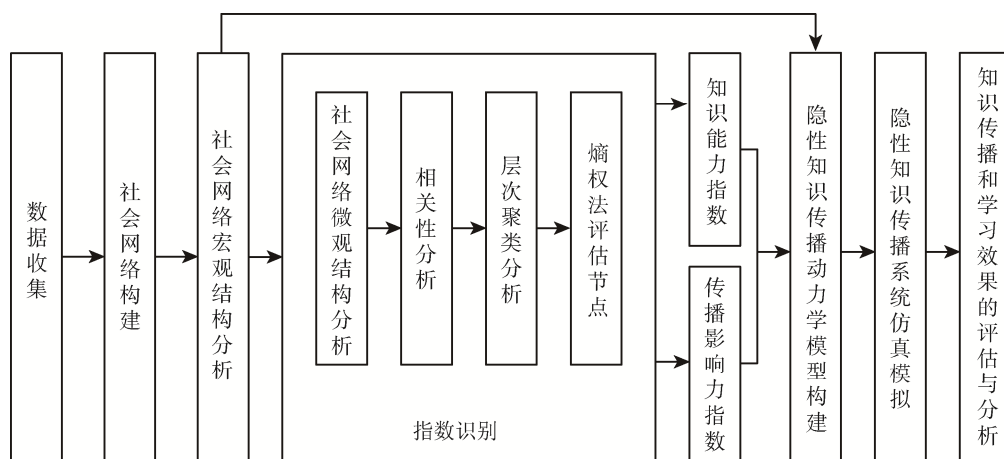 数据收集
社会网络构建
社会网络宏观结构分析
社会网络微观结构分析
相关性分析
层次聚类分析
熵权法评估节点
指数识别
知识能力指数
传播影响力指数
隐性知识传播动力学模型构建
隐性知识传播系统仿真模拟
知识传播和学习效果的评估与分析